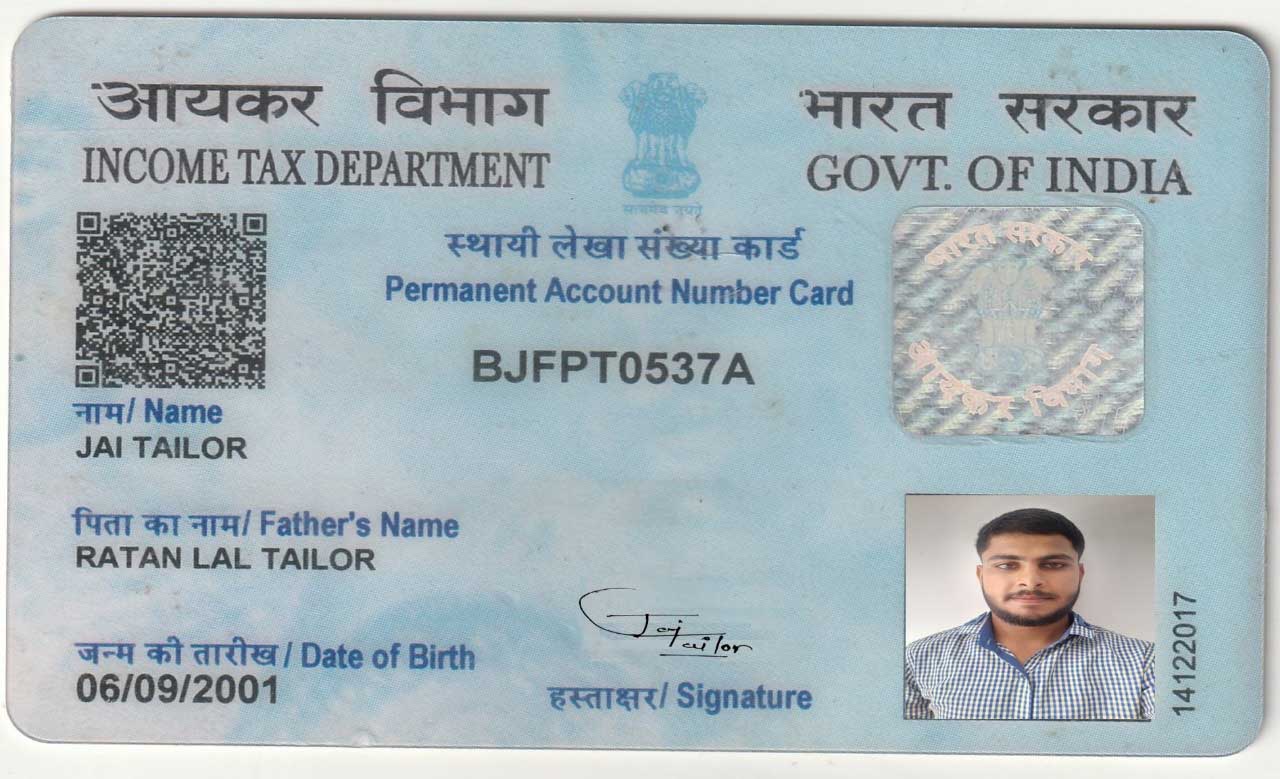 आयकर विभाग
INCOME TAX DEPARTMENT
भारत सरकार
GOVT. OF INDIA
सत्यमेव जयते
स्थायी लेखा संख्या कार्ड
Permanent Account Number Card
BJFPT0537A
भारत सरकार
आयकर विभाग
नाम/ Name
JAI TAILOR
पिता का नाम/ Father's Name
RATAN LAL TAILOR
जन्म की तारीख/ Date of Birth
06/09/2001
Jai
Tailor
हस्ताक्षर/ Signature
14122017